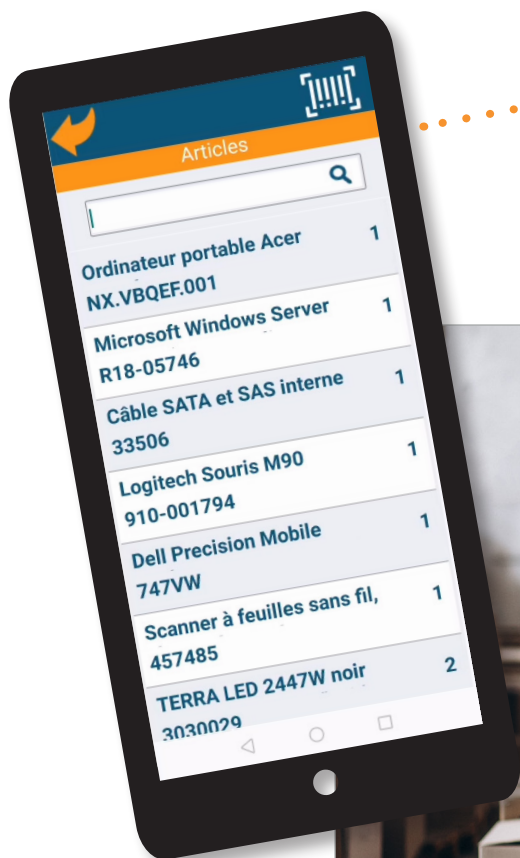 Articles
Ordinateur portable Acer 1
NX.VBQEF.001
Microsoft Windows Server 1
R18-05746
Câble SATA et SAS interne 1
33506
Logitech Souris M90 1
910-001794
Dell Precision Mobile 1
747VW
Scanner à feuilles sans fil, 1
457485
TERRA LED 2447W noir 2
3030029